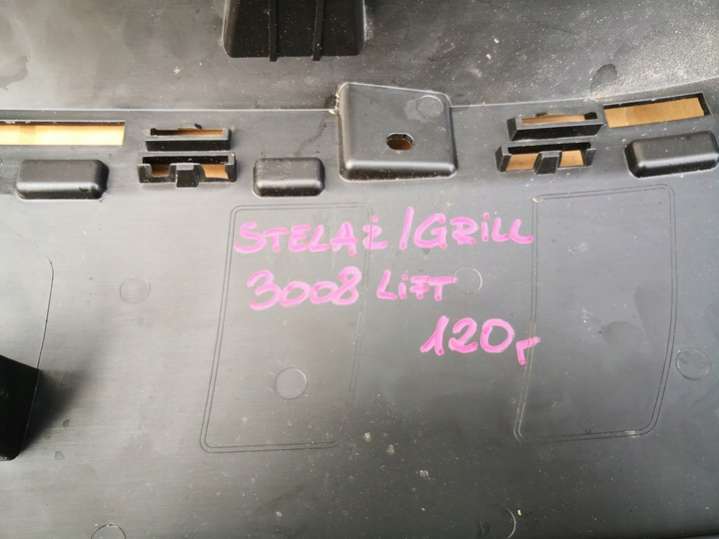 STELAŻ/GRILL
3008 LIFT
120,-